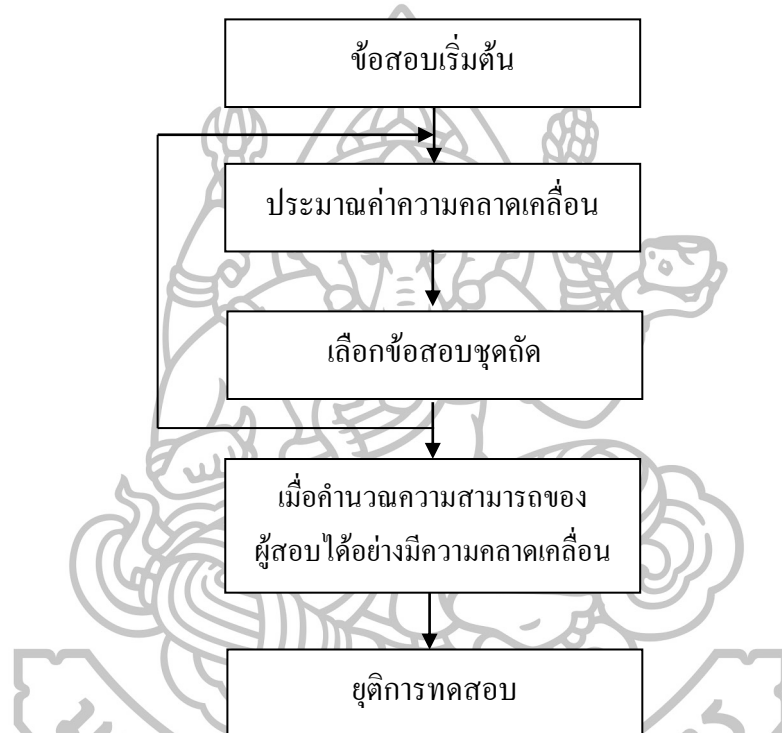 ข้อสอบเริ่มต้น
ประมาณค่าความคลาดเคลื่อน
เลือกข้อสอบชุดถัด
เมื่อคำนวณความสามารถของ
ผู้สอบได้อย่างมีความคลาดเคลื่อน
ยุติการทดสอบ